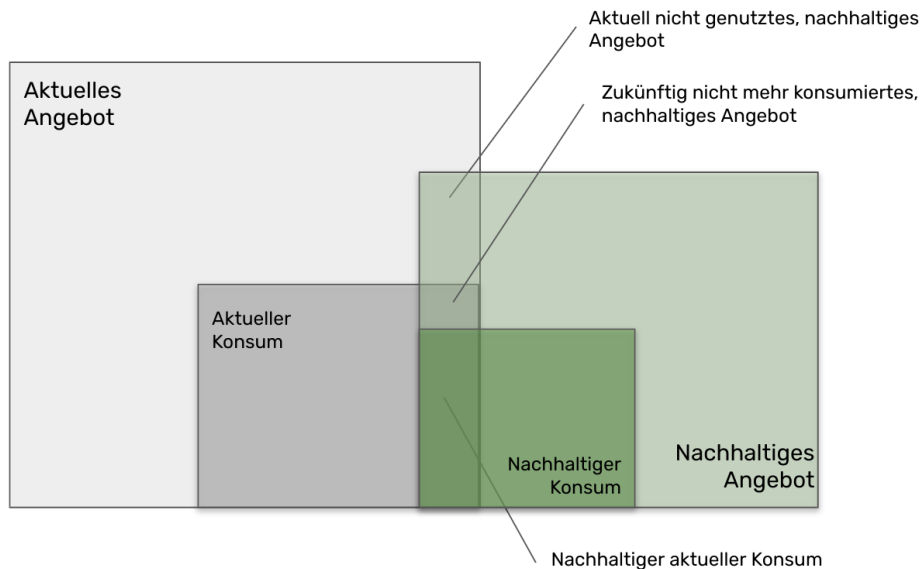 Aktuell nicht genutztes, nachhaltiges
Angebot
Aktuelles
Angebot
Zukünftig nicht mehr konsumiertes,
nachhaltiges Angebot
Aktueller
Konsum
Nachhaltiges
Angebot
Nachhaltiger
Konsum
Nachhaltiger aktueller Konsum